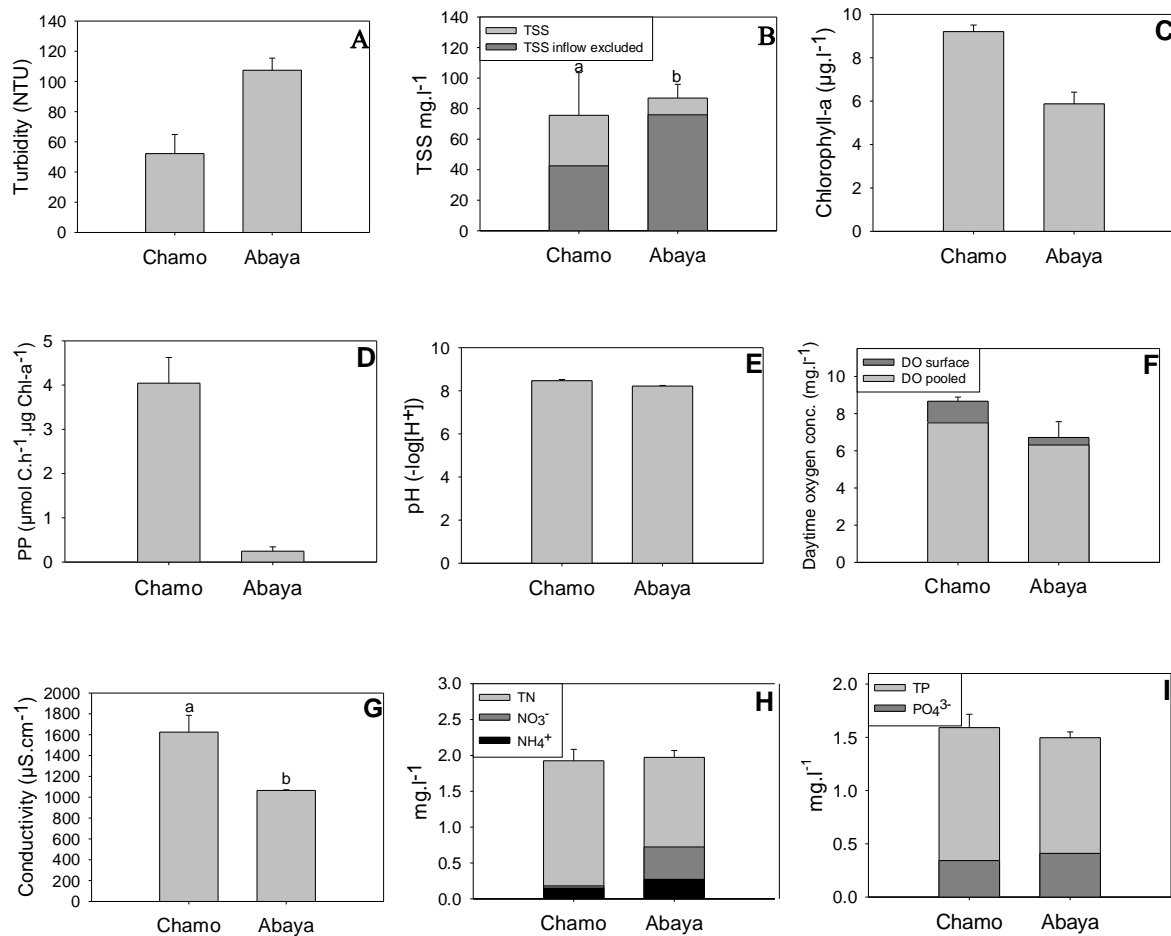 A
Turbidity (NTU)
140
120
100
80
60
40
20
0
Chamo Abaya
B
TSS mg.l-1
140
120
100
80
60
40
20
0
TSS
TSS inflow excluded
a b
Chamo Abaya
C
Chlorophyll-a (µg.l-1)
10
8
6
4
2
0
Chamo Abaya
D
PP (µmol C.h-1.µg Chl-a-1)
5
4
3
2
1
0
Chamo Abaya
E
pH (-log[H+])
10
8
6
4
2
0
Chamo Abaya
F
Daytime oxygen conc. (mg.l-1)
10
8
6
4
2
0
DO surface
DO pooled
Chamo Abaya
G
Conductivity (µS.cm-1)
2000
1800
1600
1400
1200
1000
800
600
400
200
0
a b
Chamo Abaya
H
mg.l-1
3.0
2.5
2.0
1.5
1.0
0.5
0.0
TN
NO3-
NH4+
Chamo Abaya
I
mg.l-1
2.0
1.5
1.0
0.5
0.0
TP
PO43-
Chamo Abaya